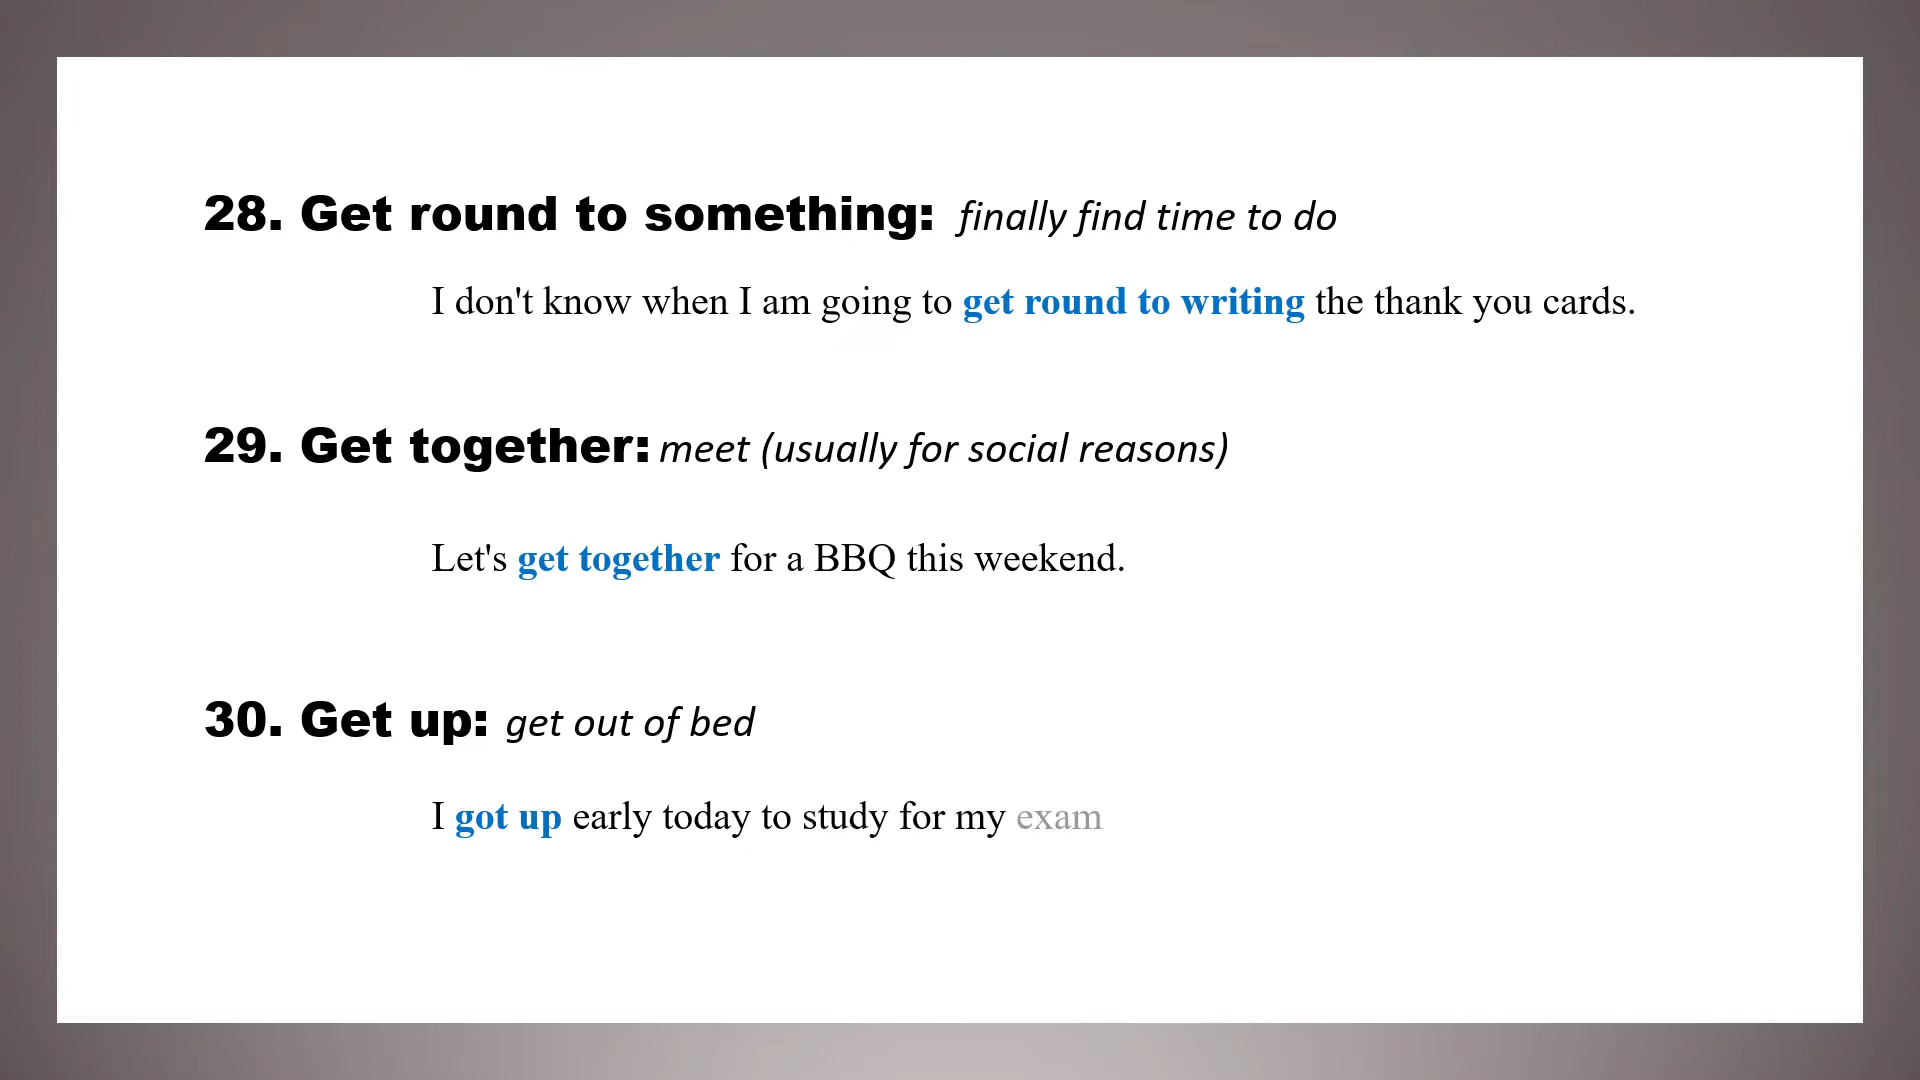 28. Get round to something: finally find time to do
I don't know when I am going to get round to writing the thank you cards.
29. Get together: meet (usually for social reasons)
Let's get together for a BBQ this weekend.
30. Get up: get out of bed
I got up early today to study for my exam